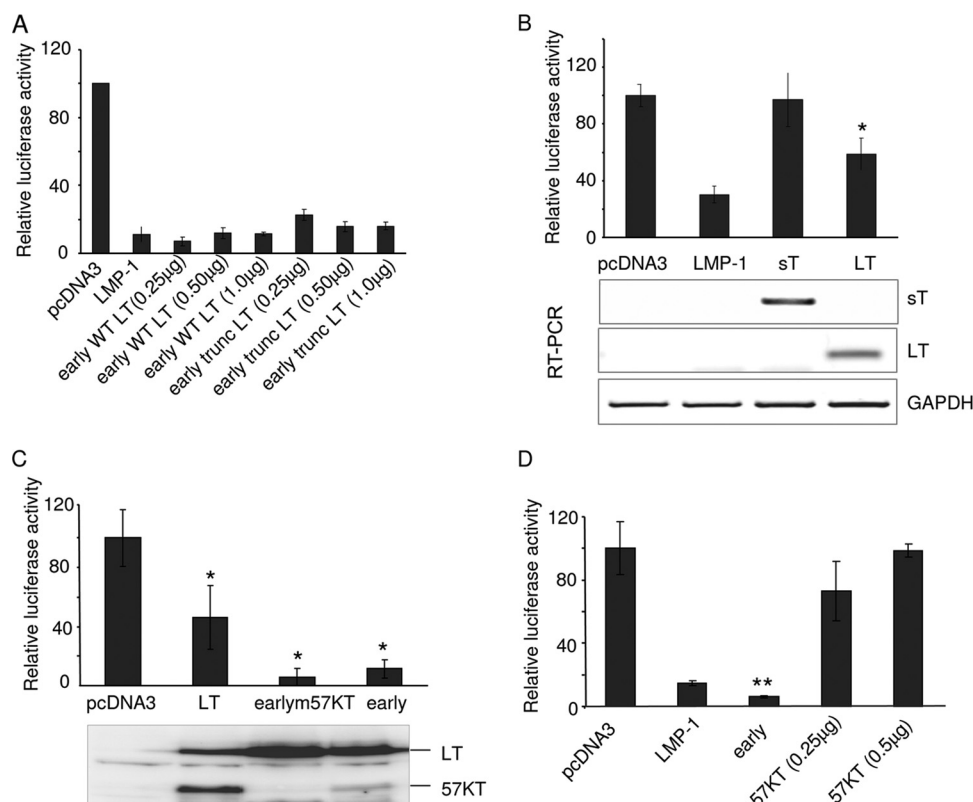 A
Relative luciferase activity
120
80
40
0
pcDNA3
LMP-1
early WT LT(0.25µg)
early WT LT (0.50µg)
early WT LT (1.0µg)
early trunc LT (0.25µg)
early trunc LT (0.50µg)
early trunc LT (1.0µg)
B
Relative luciferase activity
120
80
40
0
*
pcDNA3 LMP-1 sT LT
RT-PCR
sT
LT
GAPDH
C
Relative luciferase activity
120
80
40
0
* * *
pcDNA3 LT earlym57KT early
LT
57KT
D
Relative luciferase activity
120
80
40
0
**
pcDNA3
LMP-1
early
57KT (0.25µg)
57KT (0.5µg)